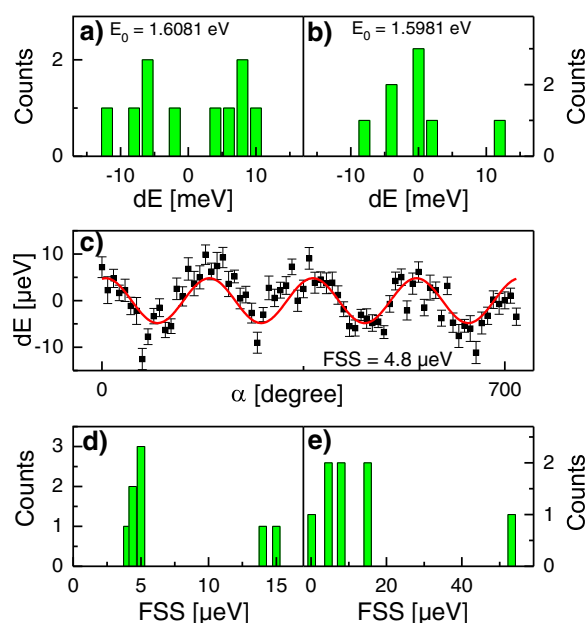 a) E0 = 1.6081 eV
b) E0 = 1.5981 eV
Counts
2
1
0
-10 0 10
dE [meV]
-10 0 10
dE [meV]
2
0
Counts
c)
dE [µeV]
10
0
-10
FSS = 4.8 µeV
0 700
α [degree]
d)
e)
Counts
3
2
1
0
0 5 10 15
FSS [µeV]
0 20 40
FSS [µeV]
2
1
0
Counts